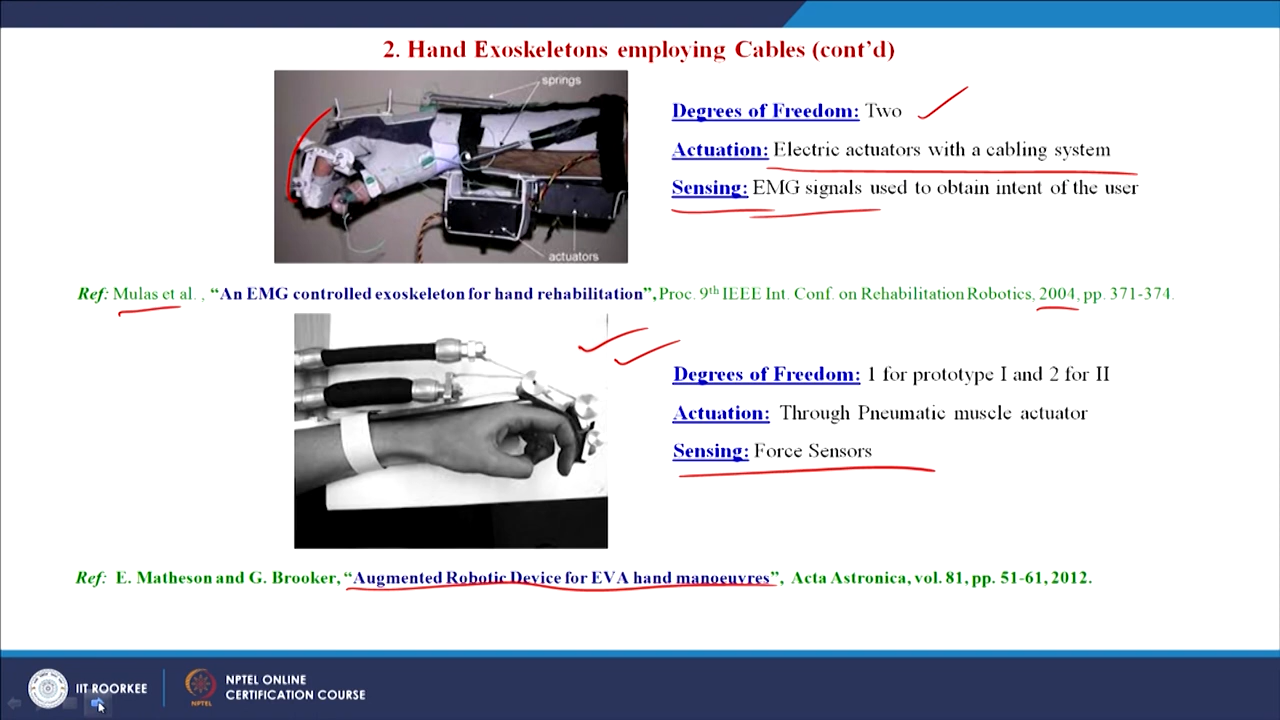 2. Hand Exoskeletons employing Cables (cont’d)
springs
actuators
Degrees of Freedom: Two
Actuation: Electric actuators with a cabling system
Sensing: EMG signals used to obtain intent of the user
Ref: Mulas et al. , “An EMG controlled exoskeleton for hand rehabilitation”, Proc. 9th IEEE Int. Conf. on Rehabilitation Robotics, 2004, pp. 371-374.
Degrees of Freedom: 1 for prototype I and 2 for II
Actuation: Through Pneumatic muscle actuator
Sensing: Force Sensors
Ref: E. Matheson and G. Brooker, “Augmented Robotic Device for EVA hand manoeuvres”, Acta Astronica, vol. 81, pp. 51-61, 2012.
IIT ROORKEE
NPTEL
NPTEL ONLINE
CERTIFICATION COURSE